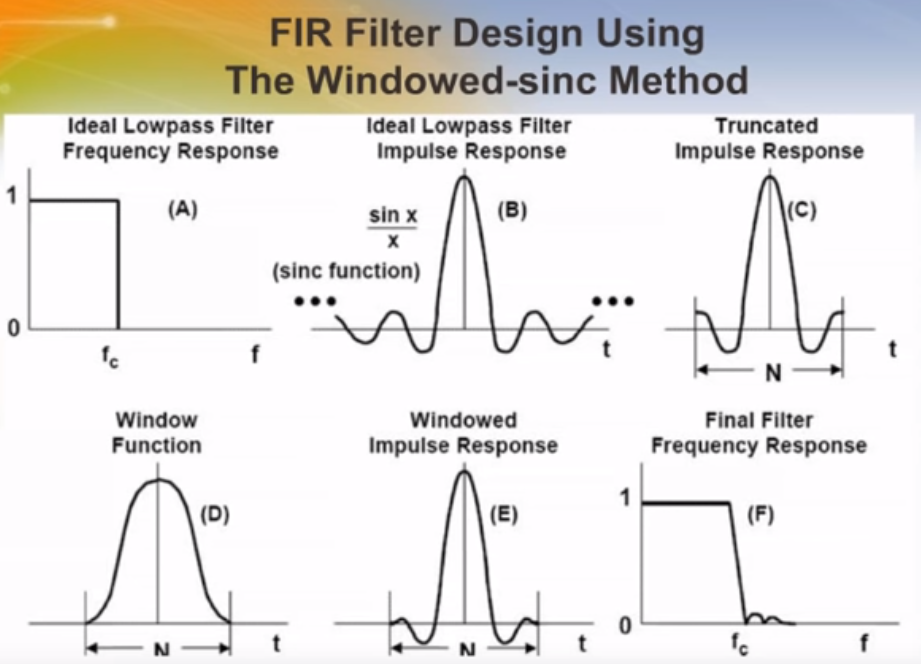 FIR Filter Design Using
The Windowed-sinc Method
Ideal Lowpass Filter
Frequency Response
1
(A)
0
fc
f
Ideal Lowpass Filter
Impulse Response
sin x
x
(B)
(sinc function)
•••
•••
t
Truncated
Impulse Response
(C)
t
N
Window
Function
(D)
N
t
Windowed
Impulse Response
(E)
N
t
Final Filter
Frequency Response
1
(F)
0
fc
f